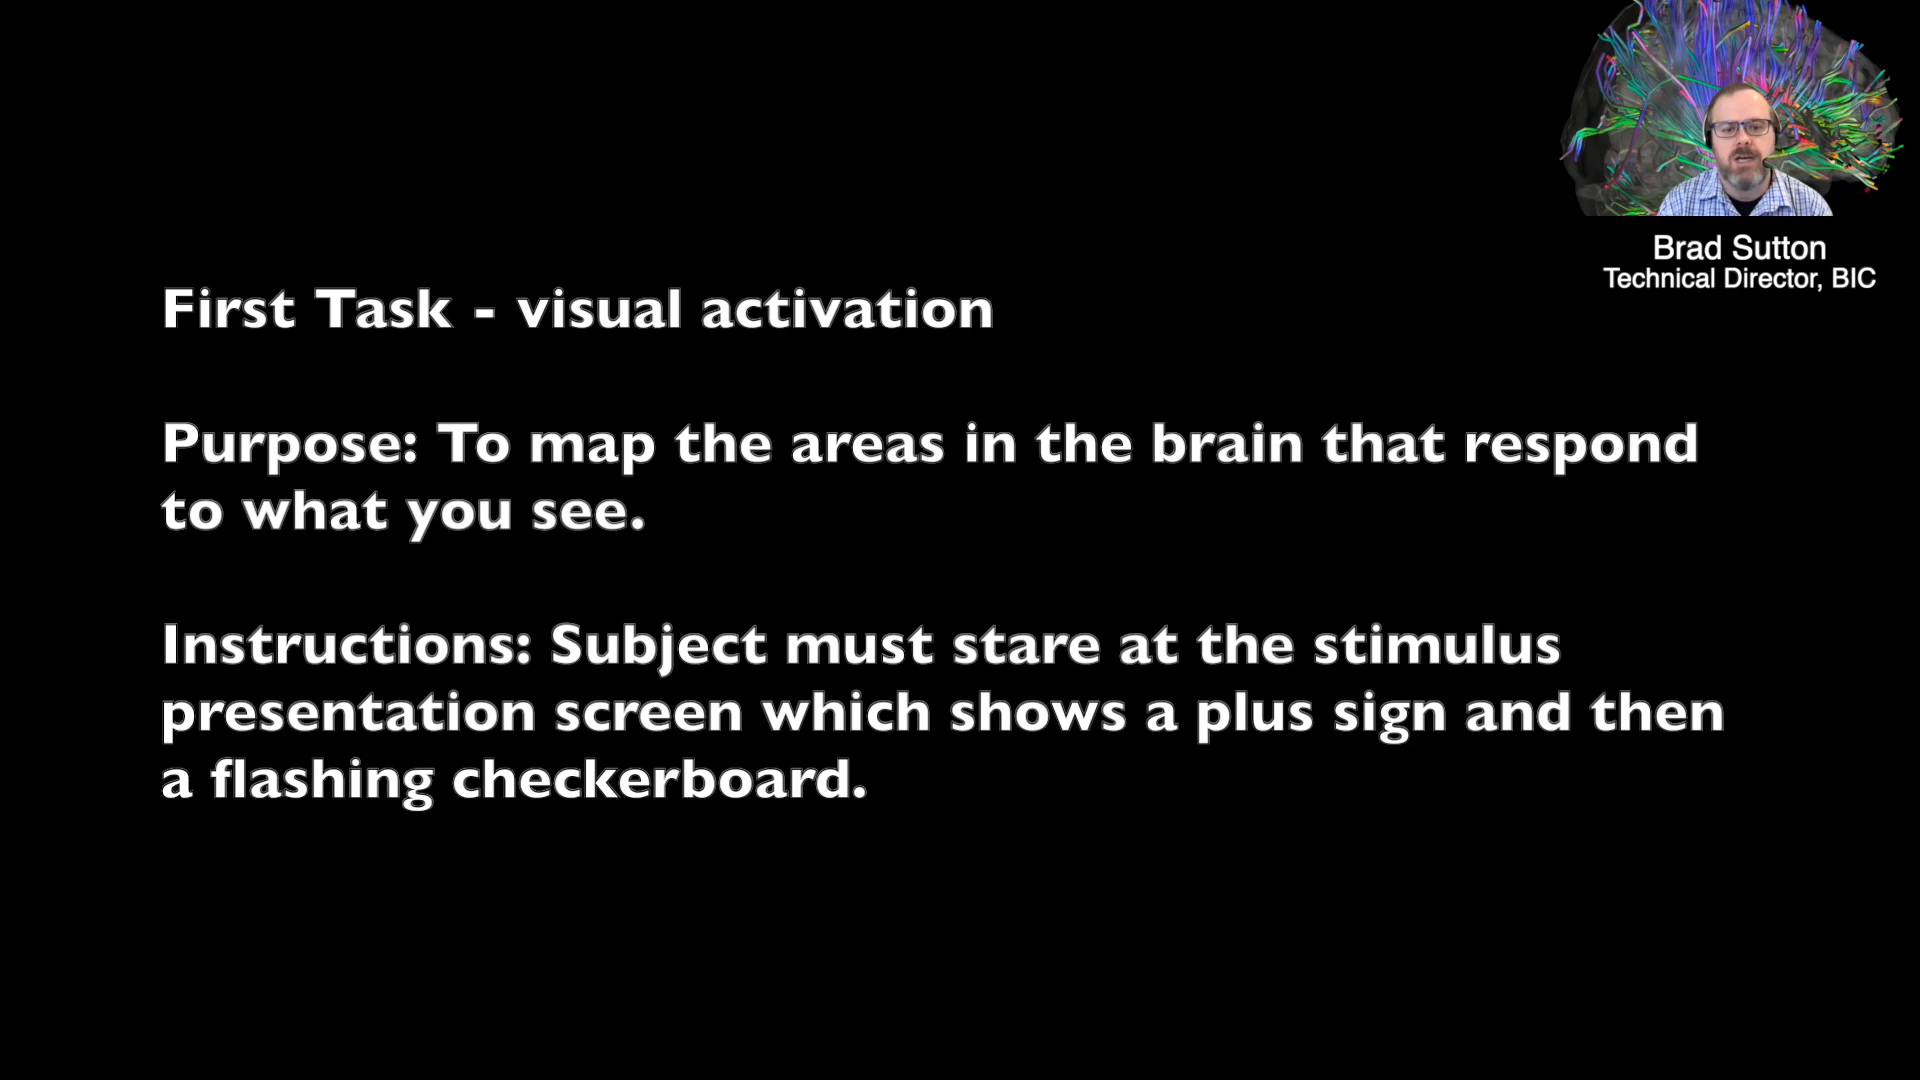 Brad Sutton
Technical Director, BIC
First Task - visual activation
Purpose: To map the areas in the brain that respond
to what you see.
Instructions: Subject must stare at the stimulus
presentation screen which shows a plus sign and then
a flashing checkerboard.